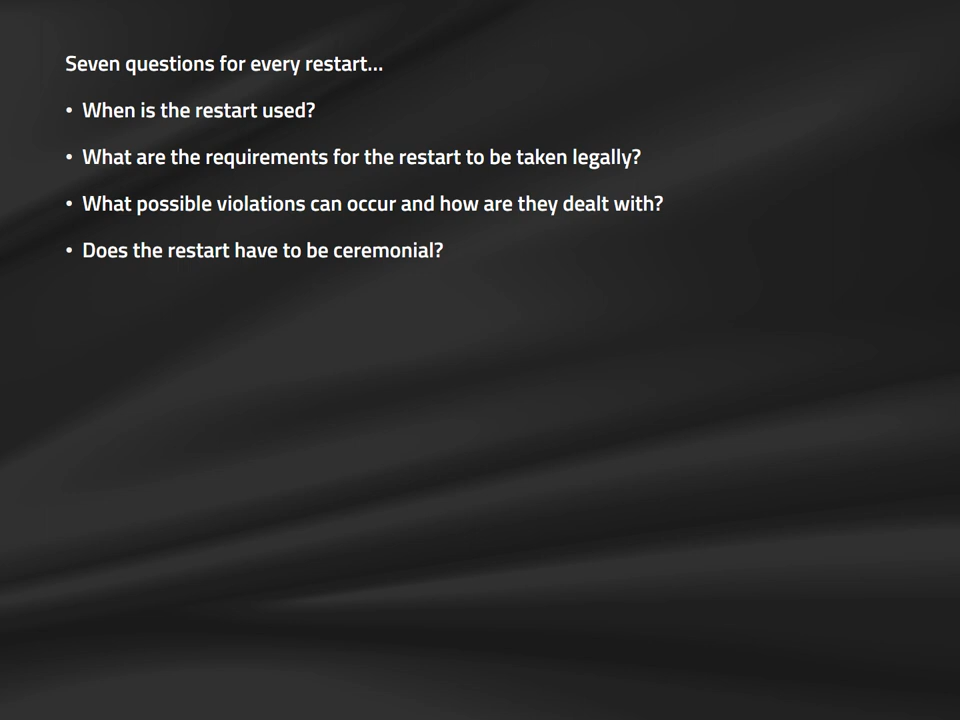 Seven questions for every restart...
• When is the restart used?
• What are the requirements for the restart to be taken legally?
• What possible violations can occur and how are they dealt with?
• Does the restart have to be ceremonial?